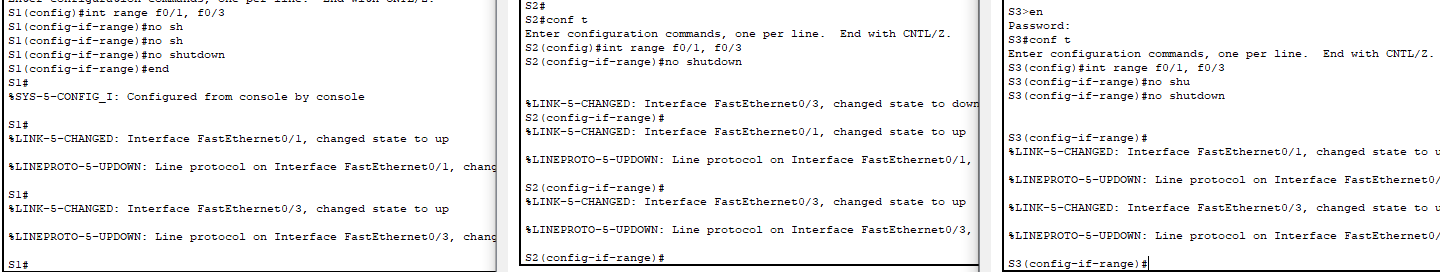 S1(config)#int range f0/1, f0/3
S1(config-if-range)#no sh
S1(config-if-range)#no sh
S1(config-if-range)#no shutdown
S1(config-if-range)#end
S1#
%SYS-5-CONFIG_I: Configured from console by console
S1#
%LINK-5-CHANGED: Interface FastEthernet0/1, changed state to up
%LINEPROTO-5-UPDOWN: Line protocol on Interface FastEthernet0/1, chang
S1#
%LINK-5-CHANGED: Interface FastEthernet0/3, changed state to up
%LINEPROTO-5-UPDOWN: Line protocol on Interface FastEthernet0/3, chang
S1#
S2#
S2#conf t
Enter configuration commands, one per line.  End with CNTL/Z.
S2(config)#int range f0/1, f0/3
S2(config-if-range)#no shutdown
%LINK-5-CHANGED: Interface FastEthernet0/3, changed state to down
S2(config-if-range)#
%LINK-5-CHANGED: Interface FastEthernet0/1, changed state to up
%LINEPROTO-5-UPDOWN: Line protocol on Interface FastEthernet0/1,
S2(config-if-range)#
%LINK-5-CHANGED: Interface FastEthernet0/3, changed state to up
%LINEPROTO-5-UPDOWN: Line protocol on Interface FastEthernet0/3,
S2(config-if-range)#
S3>en
Password:
S3#conf t
Enter configuration commands, one per line.  End with CNTL/Z.
S3(config)#int range f0/1, f0/3
S3(config-if-range)#no shu
S3(config-if-range)#no shutdown
S3(config-if-range)#
%LINK-5-CHANGED: Interface FastEthernet0/1, changed state to u
%LINEPROTO-5-UPDOWN: Line protocol on Interface FastEthernet0/
%LINK-5-CHANGED: Interface FastEthernet0/3, changed state to u
%LINEPROTO-5-UPDOWN: Line protocol on Interface FastEthernet0/
S3(config-if-range)#